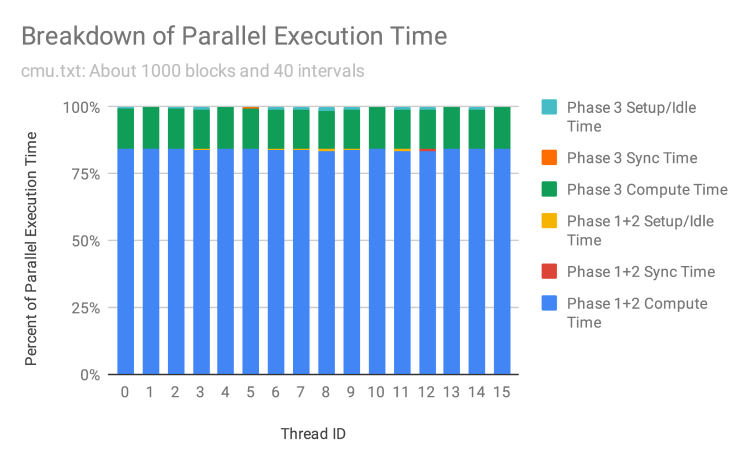 Breakdown of Parallel Execution Time
cmu.txt: About 1000 blocks and 40 intervals
Percent of Parallel Execution Time
100%
75%
50%
25%
0%
0 1 2 3 4 5 6 7 8 9 10 11 12 13 14 15
Thread ID
Phase 3 Setup/Idle
Time
Phase 3 Sync Time
Phase 3 Compute Time
Phase 1+2 Setup/Idle
Time
Phase 1+2 Sync Time
Phase 1+2 Compute
Time